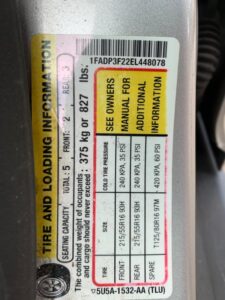 1FADP3F22EL448078
TIRE AND LOADING INFORMATION
SEATING CAPACITY TOTAL: 5 FRONT: 2 REAR: 3
The combined weight of occupants and cargo should never exceed: 375 kg or 827 lbs.
TIRE SIZE COLD TIRE PRESSURE
FRONT 215/55R16 93H 240 KPA, 35 PSI
REAR 215/55R16 93H 240 KPA, 35 PSI
SPARE T125/80R16 97M 420 KPA, 60 PSI
SEE OWNERS
MANUAL FOR
ADDITIONAL
INFORMATION
5U5A-1532-AA (TLU)